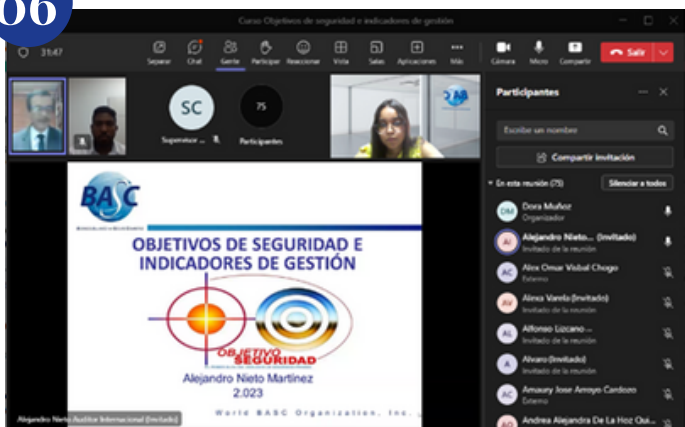 06
Curso Objetivos de seguridad e indicadores de gestión
31:47
Separar
Chat
Gente
Participar
Reaccionar
Vista
Salas
Aplicaciones
Más
Cámara
Micro
Compartir
Salir
SC
Supervisor ...
75
Participantes
BASC
OBJETIVOS DE SEGURIDAD E
INDICADORES DE GESTIÓN
OBJETIVO
SEGURIDAD
Alejandro Nieto Martínez
2.023
World BASC Organization, Inc.
Alejandro Nieto Auditor Internacional (Invitado)
Participantes
Escribe un nombre
Compartir invitación
En esta reunión (75)
Silenciar a todos
DM
Dora Muñoz
Organizador
Alejandro Nieto... (Invitado)
Invitado de la reunión
AC
Alex Omar Visbal Chogo
Externo
AV
Alexa Varela (Invitado)
Invitado de la reunión
AL
Alfonso Lizcano...
Invitado de la reunión
A
Alvaro (Invitado)
Invitado de la reunión
AC
Amaury Jose Arroyo Cardozo
Externo
Andrea Alejandra De La Hoz Qui...